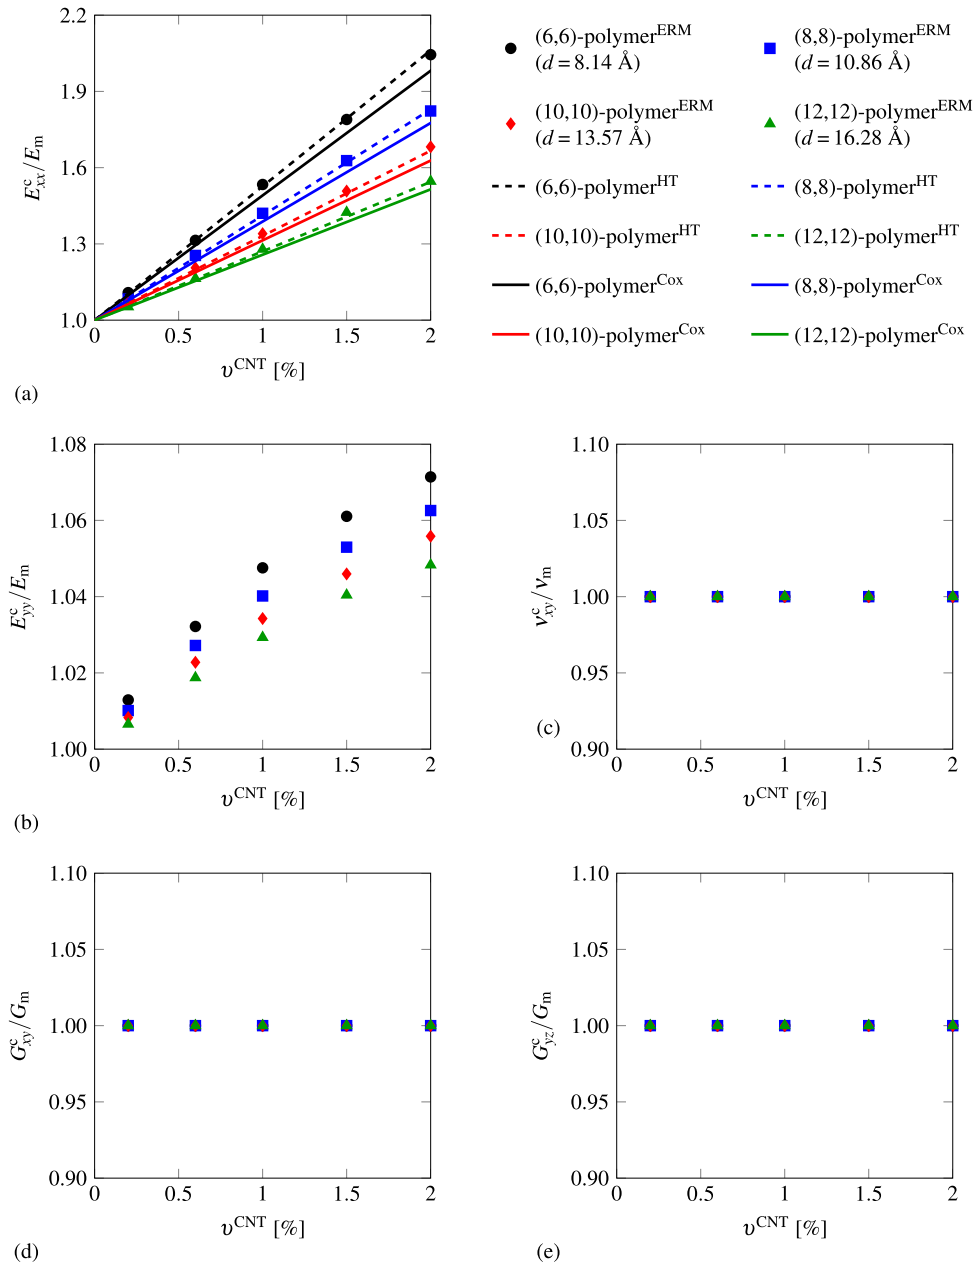 2.2
1.9
1.6
1.3
1.0
E^c_xx/E_m
0 0.5 1 1.5 2
υ^CNT [%]
(a)
(6,6)-polymer^ERM
(d = 8.14 Å)
(8,8)-polymer^ERM
(d = 10.86 Å)
(10,10)-polymer^ERM
(d = 13.57 Å)
(12,12)-polymer^ERM
(d = 16.28 Å)
(6,6)-polymer^HT
(8,8)-polymer^HT
(10,10)-polymer^HT
(12,12)-polymer^HT
(6,6)-polymer^Cox
(8,8)-polymer^Cox
(10,10)-polymer^Cox
(12,12)-polymer^Cox
1.08
1.06
1.04
1.02
1.00
E^c_yy/E_m
0 0.5 1 1.5 2
υ^CNT [%]
(b)
1.10
1.05
1.00
0.95
0.90
ν^c_xy/ν_m
0 0.5 1 1.5 2
υ^CNT [%]
(c)
1.10
1.05
1.00
0.95
0.90
G^c_xy/G_m
0 0.5 1 1.5 2
υ^CNT [%]
(d)
1.10
1.05
1.00
0.95
0.90
G^c_yz/G_m
0 0.5 1 1.5 2
υ^CNT [%]
(e)